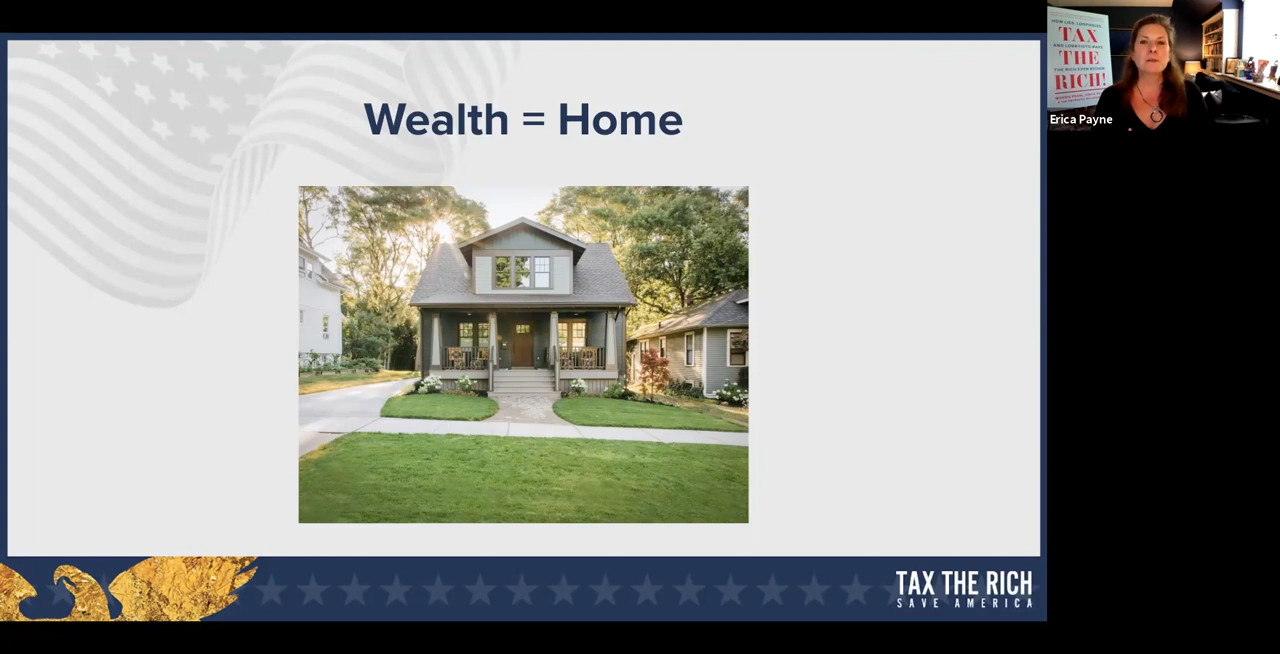 Wealth = Home
TAX THE RICH
SAVE AMERICA
HOW LIES, LOOPHOLES,
TAX
AND LOBBYISTS MAKE
THE
THE RICH EVEN RICHER
RICH!
Erica Payne